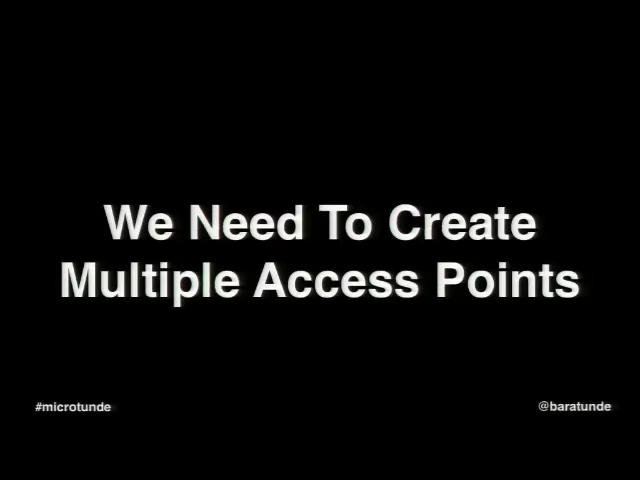 We Need To Create
Multiple Access Points
#microtunde
@baratunde